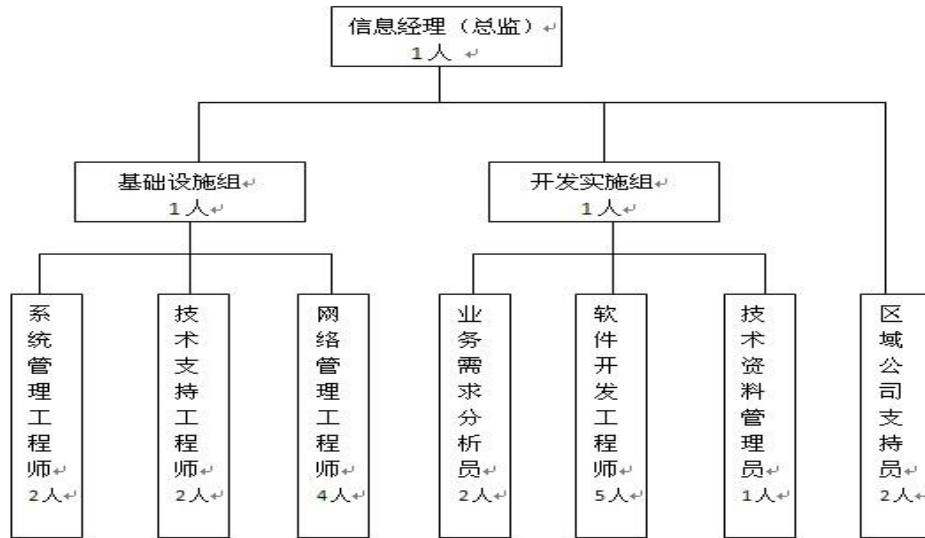 信息经理（总监）
1人
基础设施组
1人
开发实施组
1人
系统管理工程师
2人
技术支持工程师
2人
网络管理工程师
4人
业务需求分析员
2人
软件开发工程师
5人
技术资料管理员
1人
区域公司支持员
2人